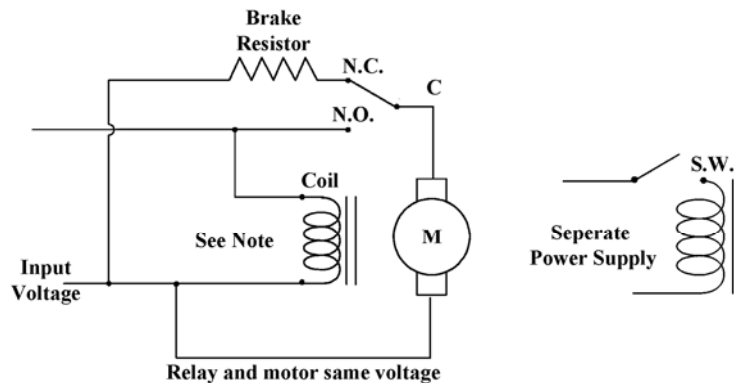 Brake
Resistor
N.C.
C
N.O.
Coil
S.W.
See Note
M
Seperate
Power Supply
Input
Voltage
Relay and motor same voltage